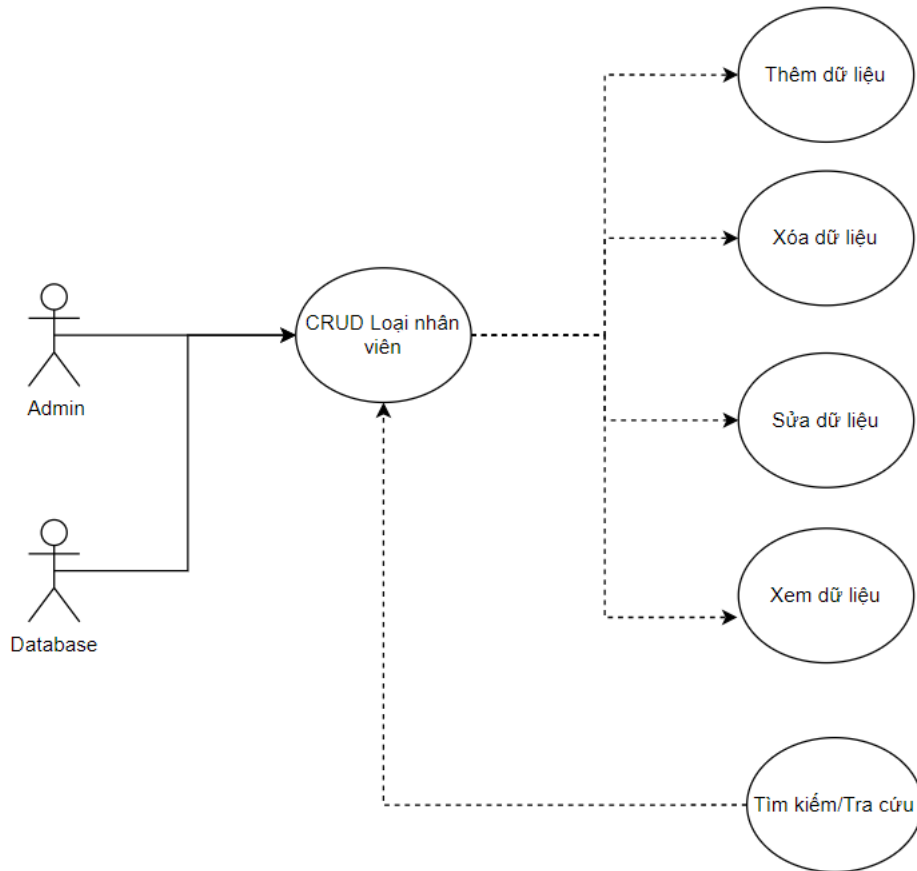 Thêm dữ liệu
Xóa dữ liệu
CRUD Loại nhân
viên
Admin
Sửa dữ liệu
Xem dữ liệu
Database
Tìm kiếm/Tra cứu